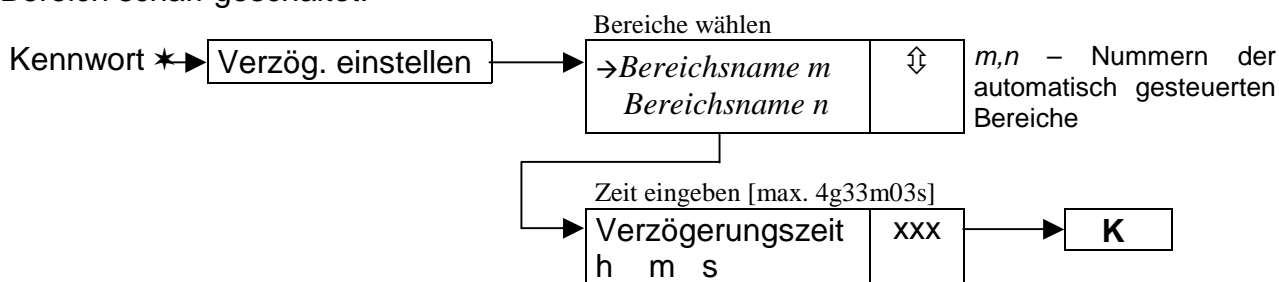 Bereich scharf geschaltet.
Bereiche wählen
Kennwort ✶ Verzög. einstellen
→Bereichsname m ⇕
Bereichsname n
m,n – Nummern der
automatisch gesteuerten
Bereiche
Zeit eingeben [max. 4g33m03s]
Verzögerungszeit xxx K
h m s